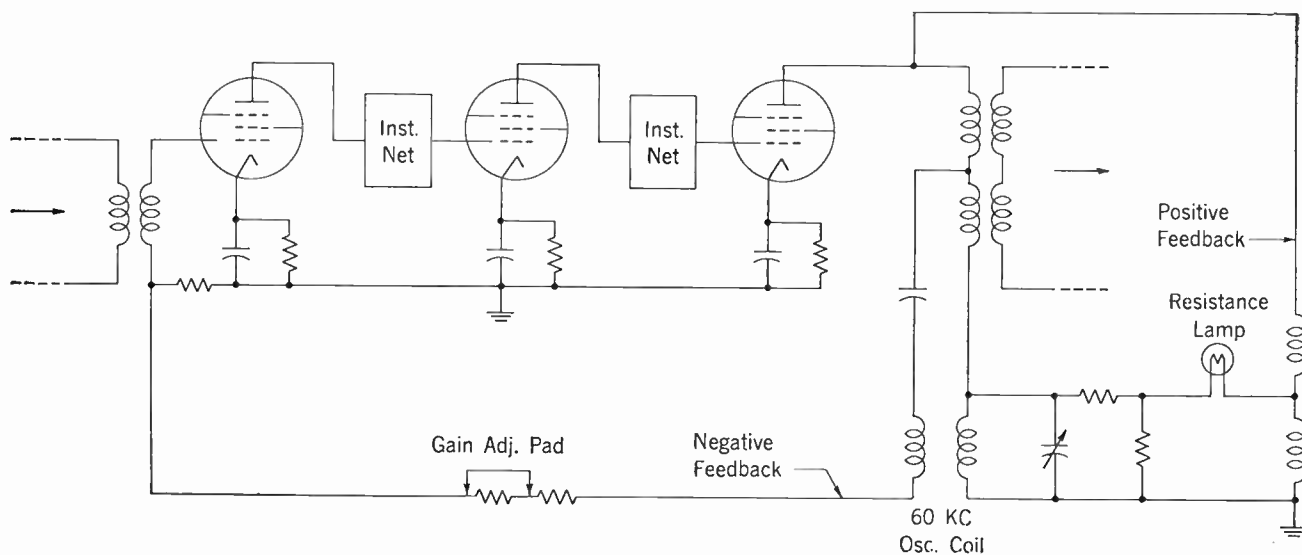 Inst.
Net
Inst.
Net
Positive
Feedback
Resistance
Lamp
Gain Adj. Pad
Negative
Feedback
60 KC
Osc. Coil